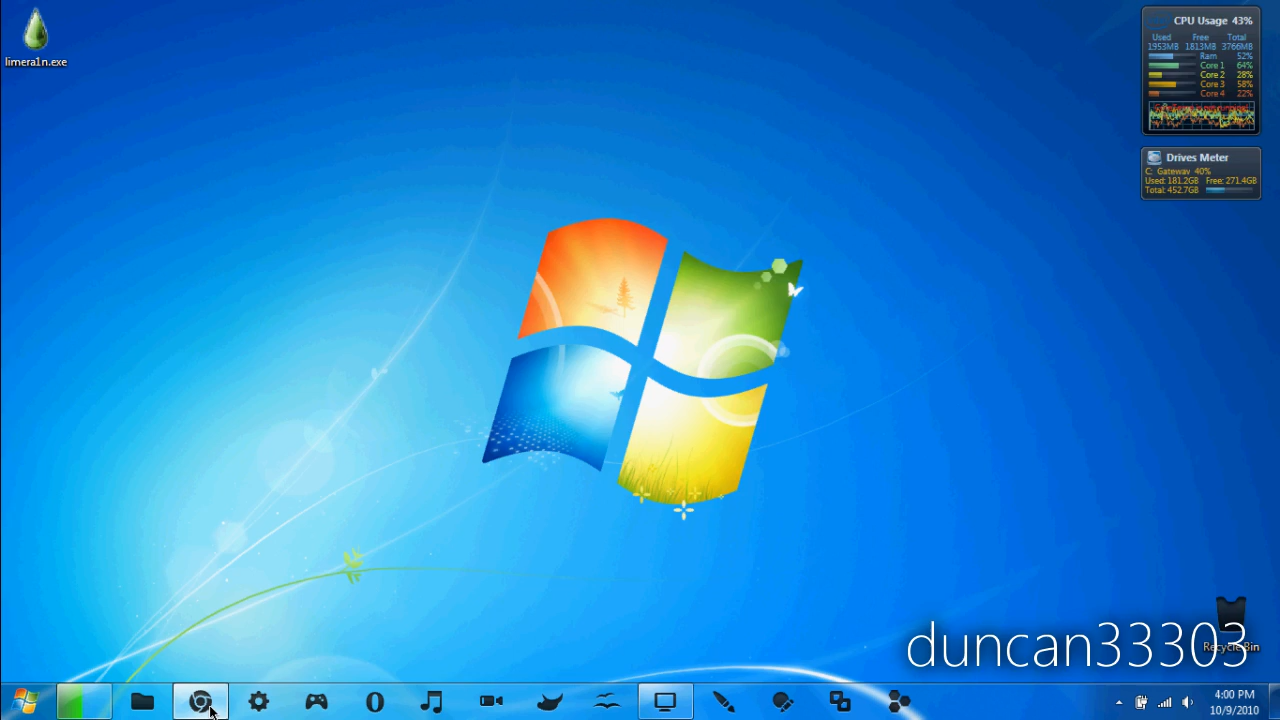 limera1n.exe
CPU Usage 43%
Used Free Total
1953MB 1813MB 3766MB
Ram 52%
Core 1 64%
Core 2 28%
Core 3 58%
Core 4 22%
Drives Meter
C: Gateway 40%
Used: 181.2GB Free: 271.4GB
Total: 452.7GB
duncan33303
Recycle Bin
4:00 PM
10/9/2010